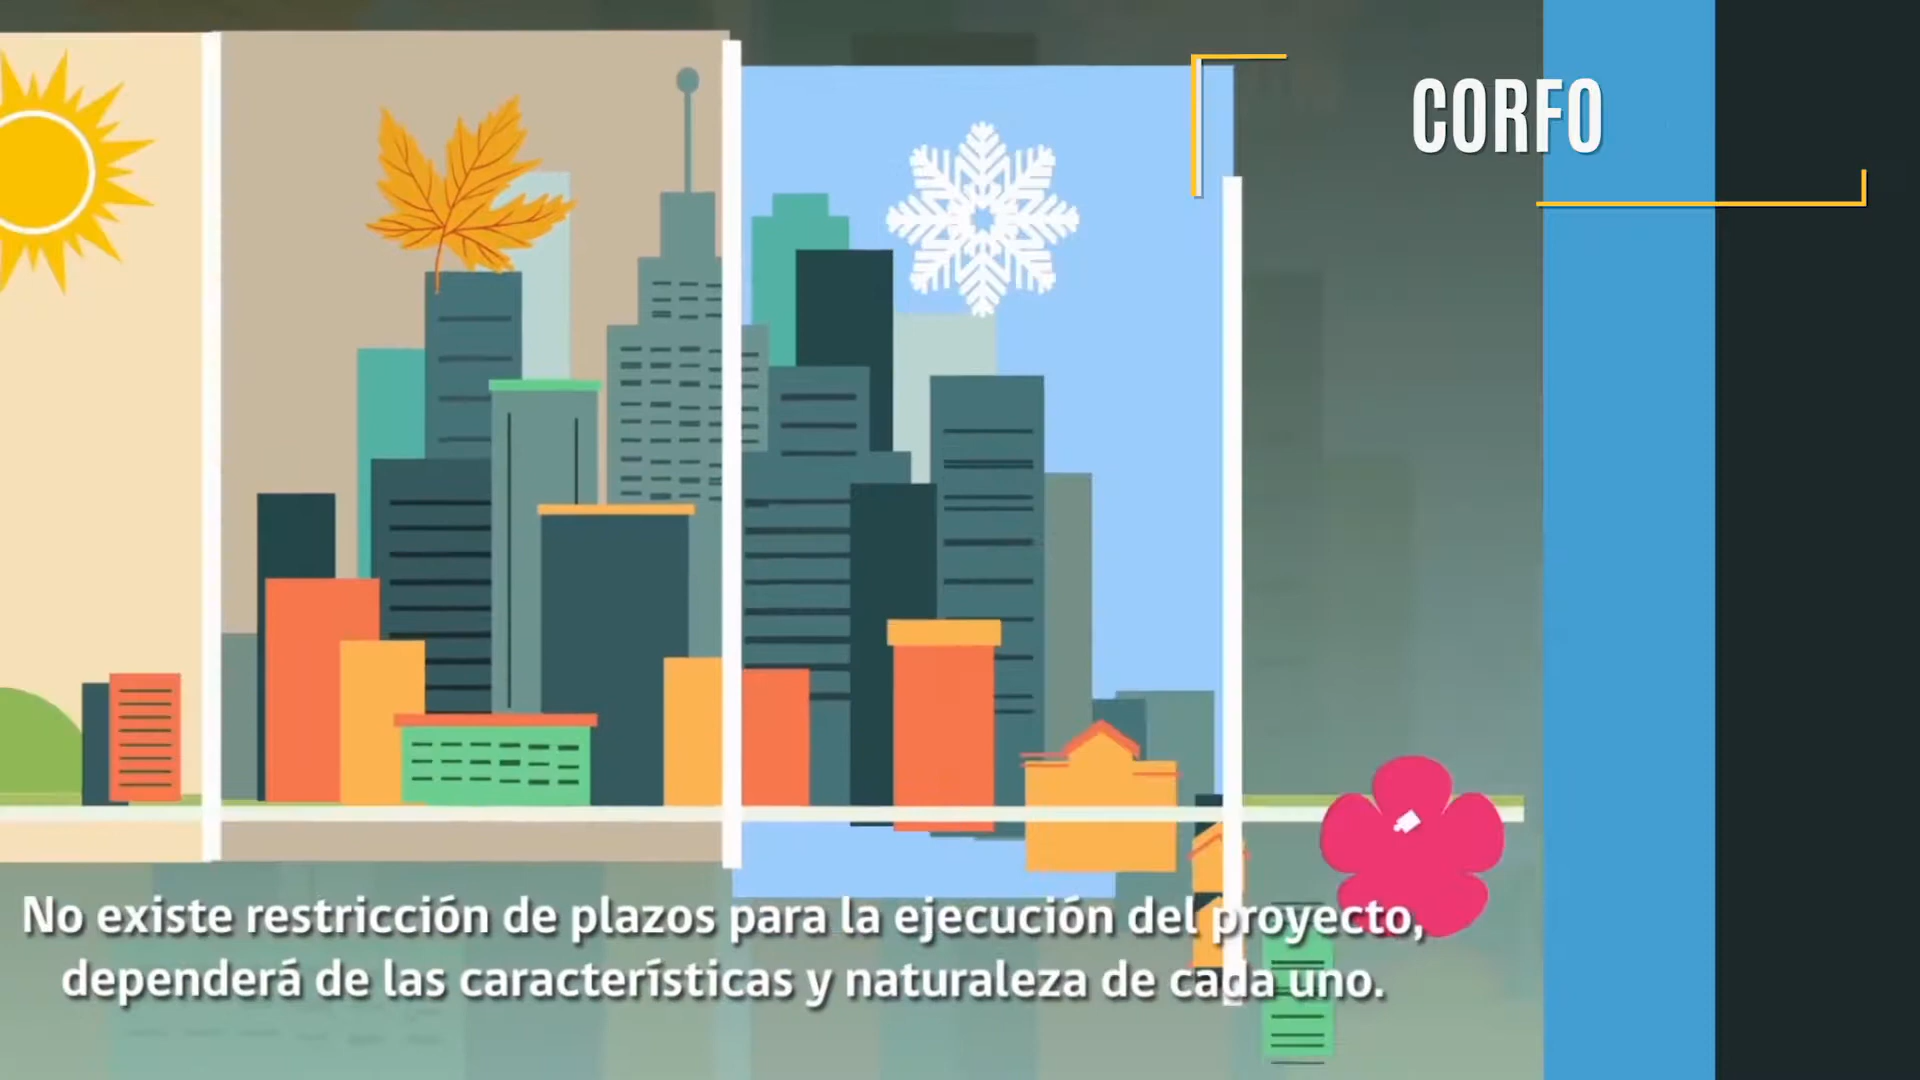 CORFO
No existe restricción de plazos para la ejecución del proyecto,
dependerá de las características y naturaleza de cada uno.